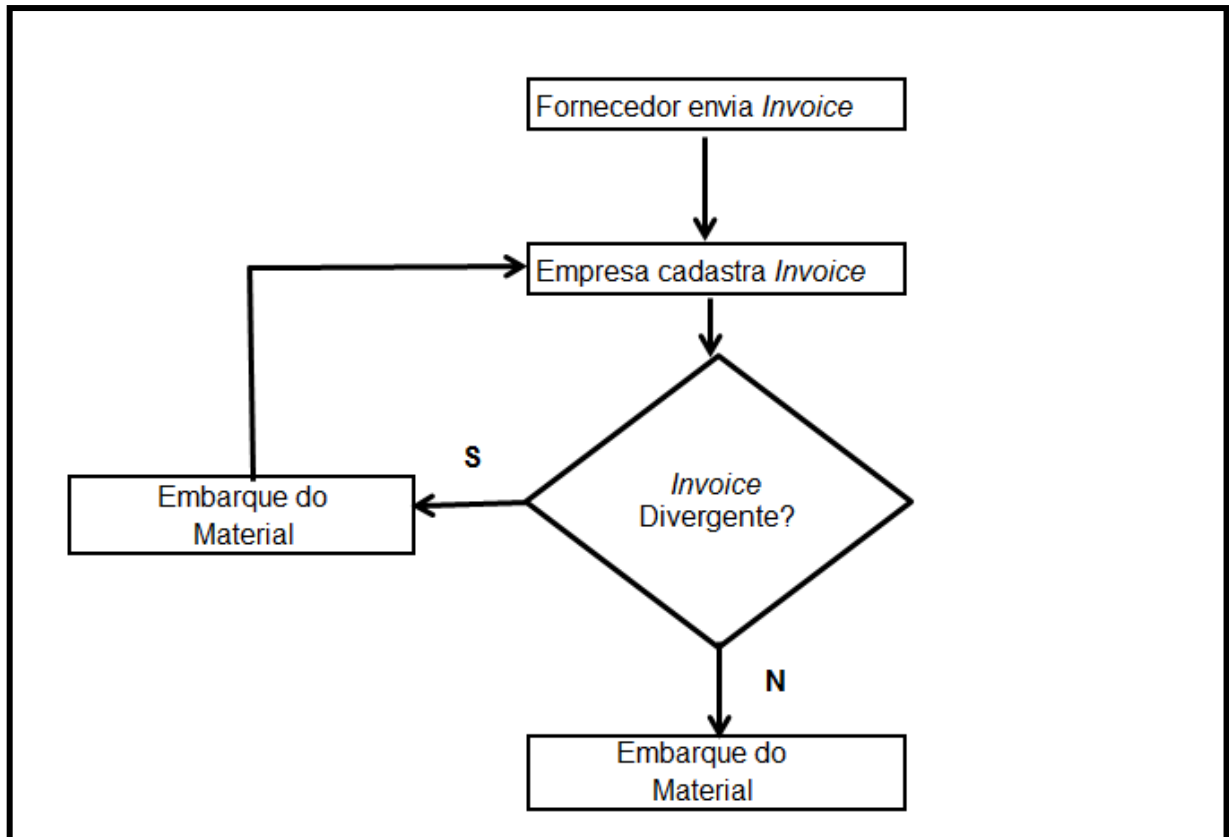 Fornecedor envia Invoice
Empresa cadastra Invoice
S
Invoice
Divergente?
Embarque do
Material
N
Embarque do
Material